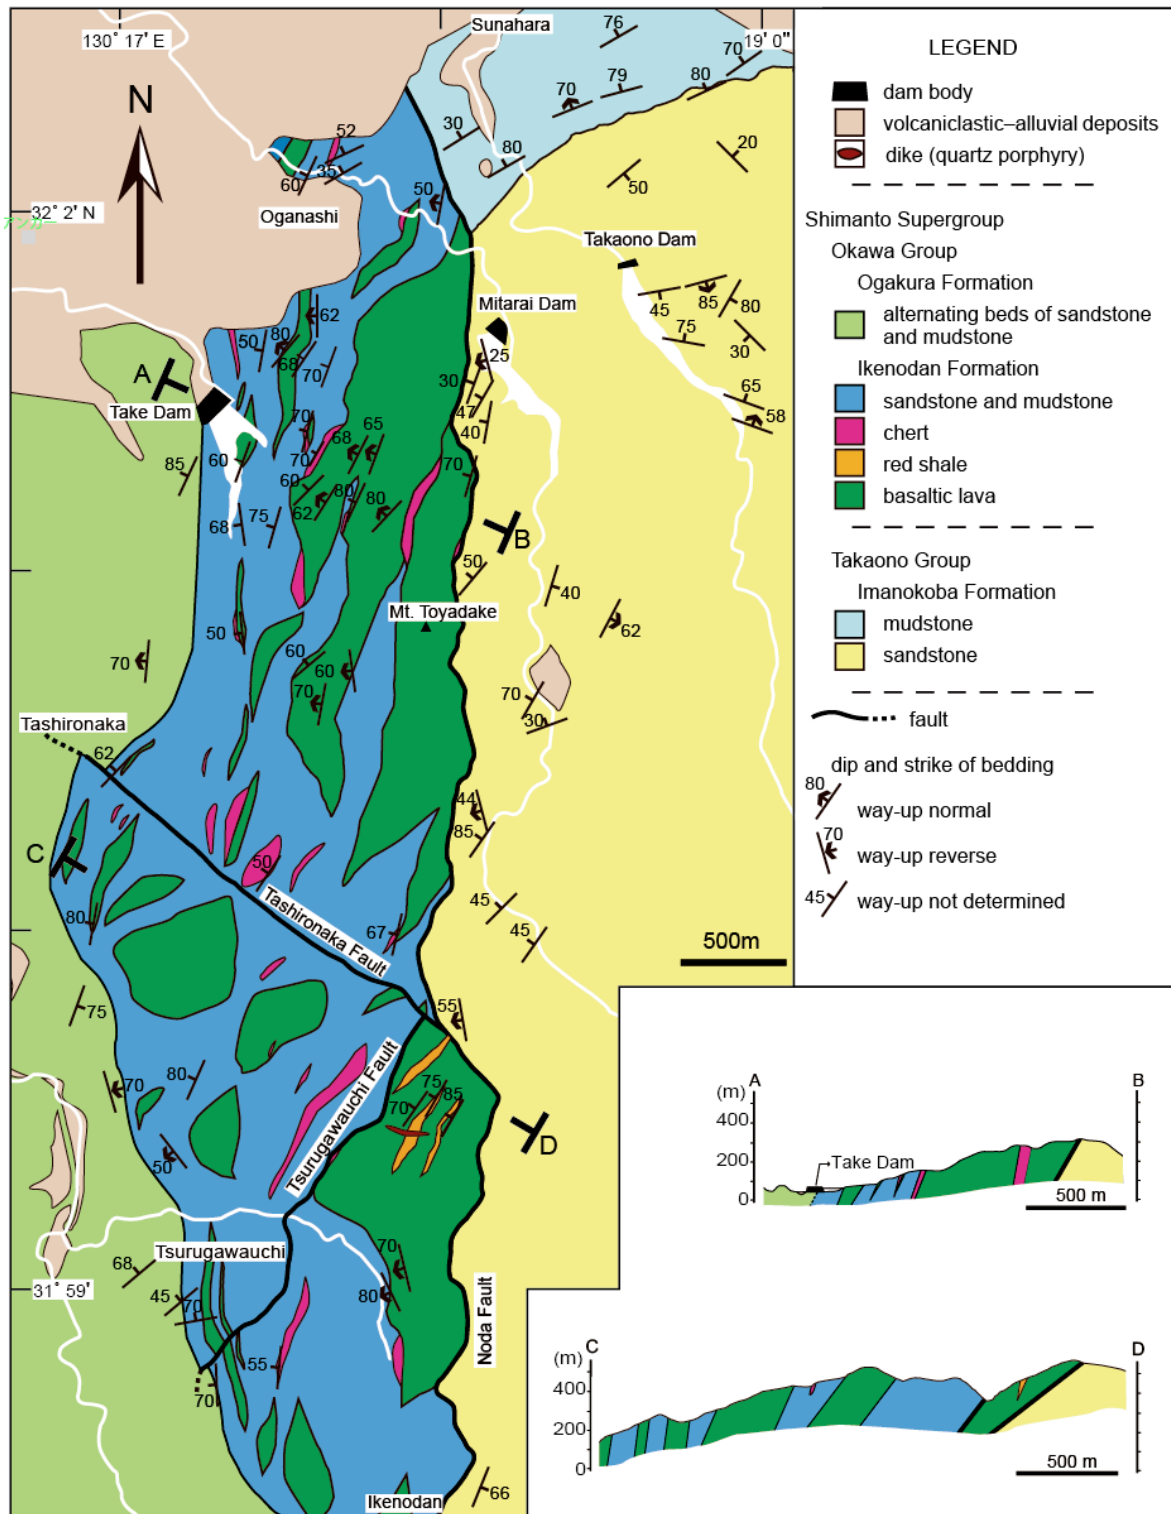 Sunahara
130° 17' E
19' 0"
76
70
N
70
79
80
52
30
80
20
35
60
50
50
32° 2' N
アンカー
Oganashi
Takaono Dam
Mitarai Dam
62
50
80
68
70
45
85
80
75
30
25
A
30
Take Dam
47
40
65
58
70
68
65
70
85
60
60
62
80
80
70
68
75
B
50
40
50
Mt. Toyadake
62
70
60
60
70
70
30
Tashironaka
62
44
85
C
50
80
67
45
45
Tashironaka Fault
500m
75
55
Tsurugawauchi Fault
70
80
75
85
70
50
D
Tsurugawauchi
68
45
70
70
80
31° 59'
Noda Fault
55
70
66
Ikenodan
LEGEND
dam body
volcaniclastic–alluvial deposits
dike (quartz porphyry)
Shimanto Supergroup
Okawa Group
Ogakura Formation
alternating beds of sandstone
and mudstone
Ikenodan Formation
sandstone and mudstone
chert
red shale
basaltic lava
Takaono Group
Imanokoba Formation
mudstone
sandstone
fault
dip and strike of bedding
80
way-up normal
70
way-up reverse
45
way-up not determined
A
B
(m)
400
200
0
Take Dam
500 m
C
D
(m)
400
200
0
500 m